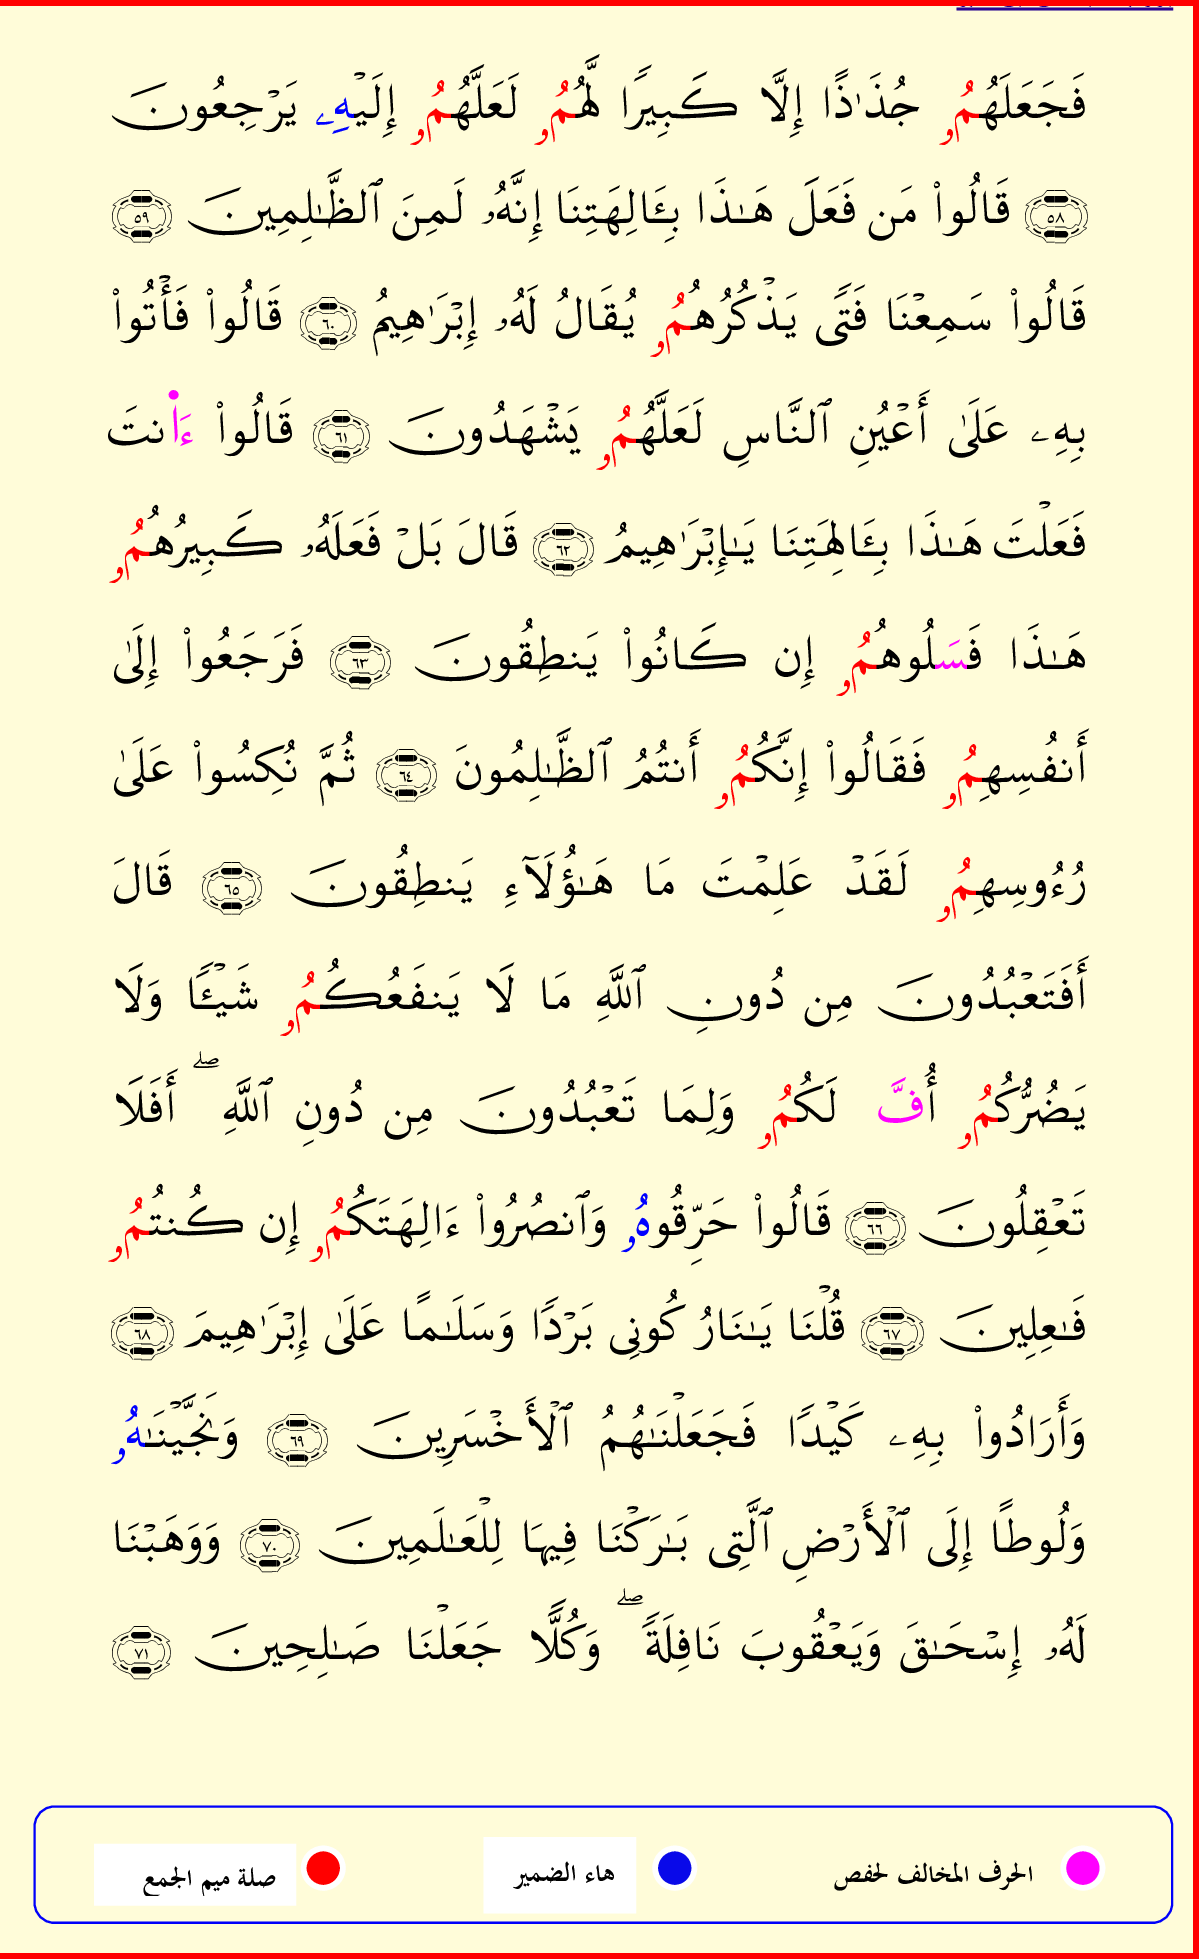 فَجَعَلَهُمُۥ جُذَٰذًا إِلَّا كَبِيرًا لَّهُمُۥ لَعَلَّهُمُۥ إِلَيْهِۦ يَرْجِعُونَ
٥٨ قَالُوا۟ مَن فَعَلَ هَـٰذَا بِـَٔالِهَتِنَا إِنَّهُۥ لَمِنَ ٱلظَّـٰلِمِينَ ٥٩
قَالُوا۟ سَمِعْنَا فَتًى يَذْكُرُهُمُۥ يُقَالُ لَهُۥ إِبْرَٰهِيمُ ٦٠ قَالُوا۟ فَأْتُوا۟
بِهِۦ عَلَىٰ أَعْيُنِ ٱلنَّاسِ لَعَلَّهُمُۥ يَشْهَدُونَ ٦١ قَالُوا۟ ءَا۬نتَ
فَعَلْتَ هَـٰذَا بِـَٔالِهَتِنَا يَـٰإِبْرَٰهِيمُ ٦٢ قَالَ بَلْ فَعَلَهُۥ كَبِيرُهُمُۥ
هَـٰذَا فَسَلُوهُمُۥ إِن كَانُوا۟ يَنطِقُونَ ٦٣ فَرَجَعُوا۟ إِلَىٰ
أَنفُسِهِمُۥ فَقَالُوا۟ إِنَّكُمُۥ أَنتُمُ ٱلظَّـٰلِمُونَ ٦٤ ثُمَّ نُكِسُوا۟ عَلَىٰ
رُءُوسِهِمُۥ لَقَدْ عَلِمْتَ مَا هَـٰؤُلَآءِ يَنطِقُونَ ٦٥ قَالَ
أَفَتَعْبُدُونَ مِن دُونِ ٱللَّهِ مَا لَا يَنفَعُكُمُۥ شَيْـًٔا وَلَا
يَضُرُّكُمُۥ أُفَّ لَكُمُۥ وَلِمَا تَعْبُدُونَ مِن دُونِ ٱللَّهِ ۖ أَفَلَا
تَعْقِلُونَ ٦٦ قَالُوا۟ حَرِّقُوهُۥ وَٱنصُرُوا۟ ءَالِهَتَكُمُۥ إِن كُنتُمُۥ
فَـٰعِلِينَ ٦٧ قُلْنَا يَـٰنَارُ كُونِى بَرْدًا وَسَلَـٰمًا عَلَىٰ إِبْرَٰهِيمَ ٦٨
وَأَرَادُوا۟ بِهِۦ كَيْدًا فَجَعَلْنَـٰهُمُ ٱلْأَخْسَرِينَ ٦٩ وَنَجَّيْنَـٰهُۥ
وَلُوطًا إِلَى ٱلْأَرْضِ ٱلَّتِى بَـٰرَكْنَا فِيهَا لِلْعَـٰلَمِينَ ٧٠ وَوَهَبْنَا
لَهُۥ إِسْحَـٰقَ وَيَعْقُوبَ نَافِلَةً ۖ وَكُلًّا جَعَلْنَا صَـٰلِحِينَ ٧١
الحرف المخالف لحفص هاء الضمير صلة ميم الجمع